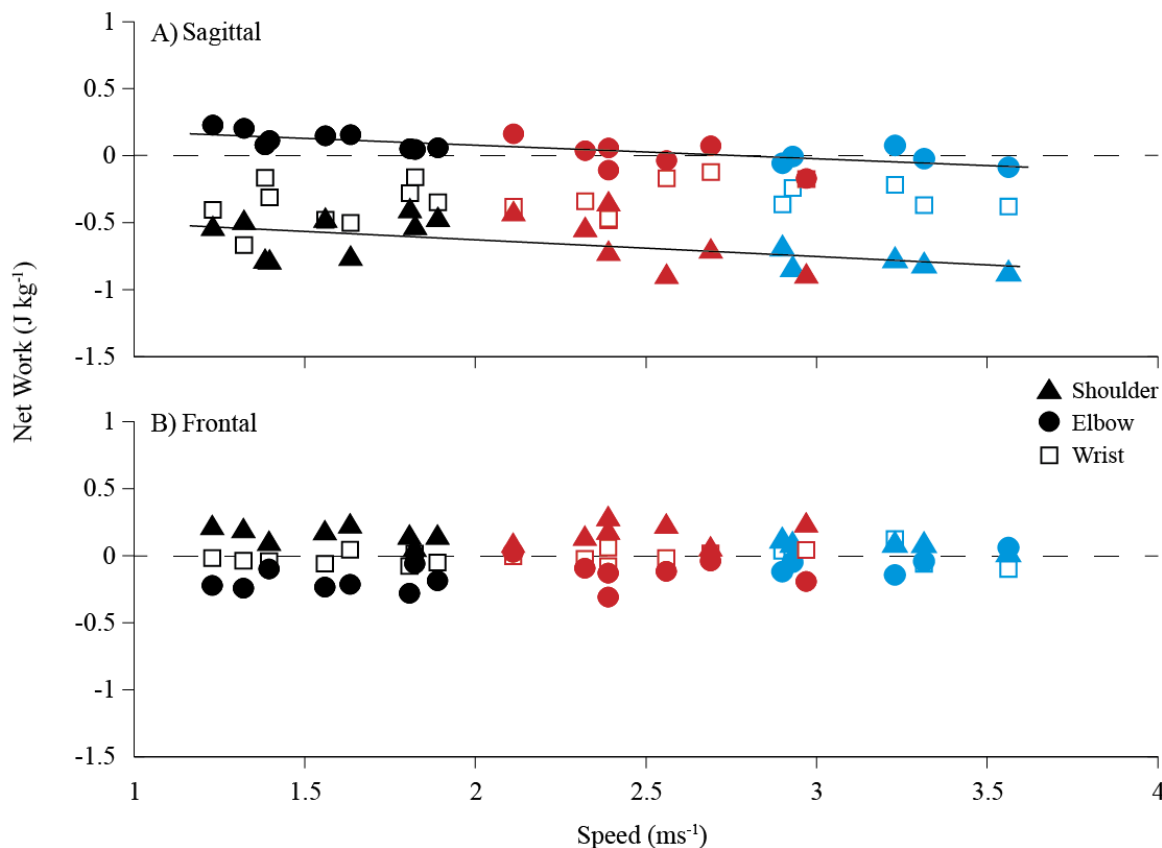 A) Sagittal
1
0.5
0
-0.5
-1
-1.5
Net Work (J kg⁻¹)
B) Frontal
1
0.5
0
-0.5
-1
-1.5
Shoulder
Elbow
Wrist
1 1.5 2 2.5 3 3.5 4
Speed (ms⁻¹)